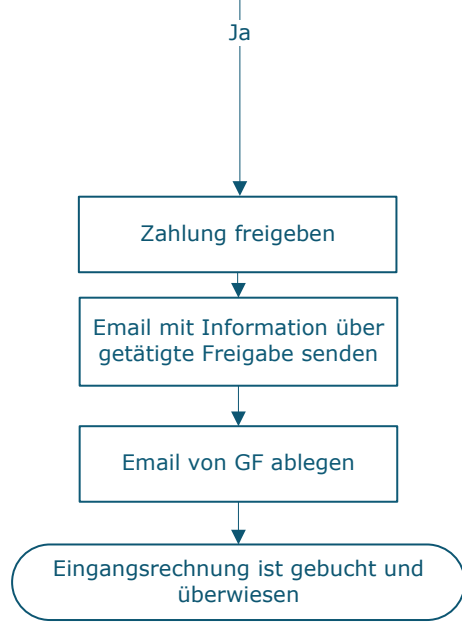 Ja
Zahlung freigeben
Email mit Information über
getätigte Freigabe senden
Email von GF ablegen
Eingangsrechnung ist gebucht und
überwiesen